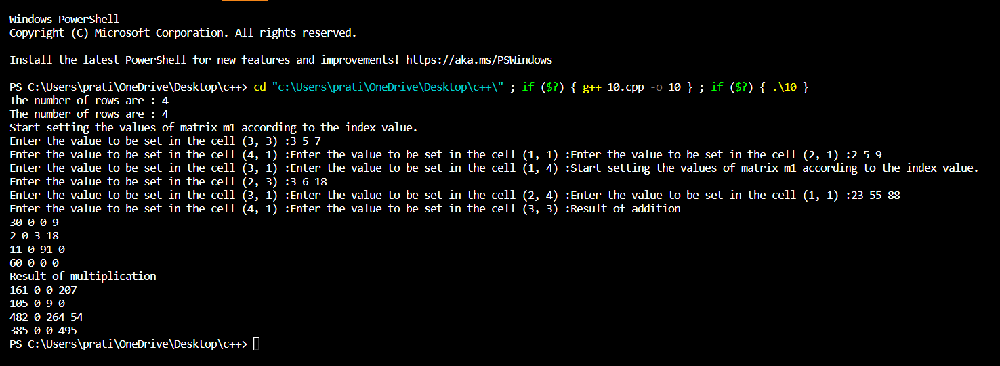 Windows PowerShell
Copyright (C) Microsoft Corporation. All rights reserved.
Install the latest PowerShell for new features and improvements! https://aka.ms/PSWindows
PS C:\Users\prati\OneDrive\Desktop\c++> cd "c:\Users\prati\OneDrive\Desktop\c++\" ; if ($?) { g++ 10.cpp -o 10 } ; if ($?) { .\10 }
The number of rows are : 4
The number of rows are : 4
Start setting the values of matrix m1 according to the index value.
Enter the value to be set in the cell (3, 3) :3 5 7
Enter the value to be set in the cell (4, 1) :Enter the value to be set in the cell (1, 1) :Enter the value to be set in the cell (2, 1) :2 5 9
Enter the value to be set in the cell (3, 1) :Enter the value to be set in the cell (1, 4) :Start setting the values of matrix m1 according to the index value.
Enter the value to be set in the cell (2, 3) :3 6 18
Enter the value to be set in the cell (3, 1) :Enter the value to be set in the cell (2, 4) :Enter the value to be set in the cell (1, 1) :23 55 88
Enter the value to be set in the cell (4, 1) :Enter the value to be set in the cell (3, 3) :Result of addition
30 0 0 9
2 0 3 18
11 0 91 0
60 0 0 0
Result of multiplication
161 0 0 207
105 0 9 0
482 0 264 54
385 0 0 495
PS C:\Users\prati\OneDrive\Desktop\c++>